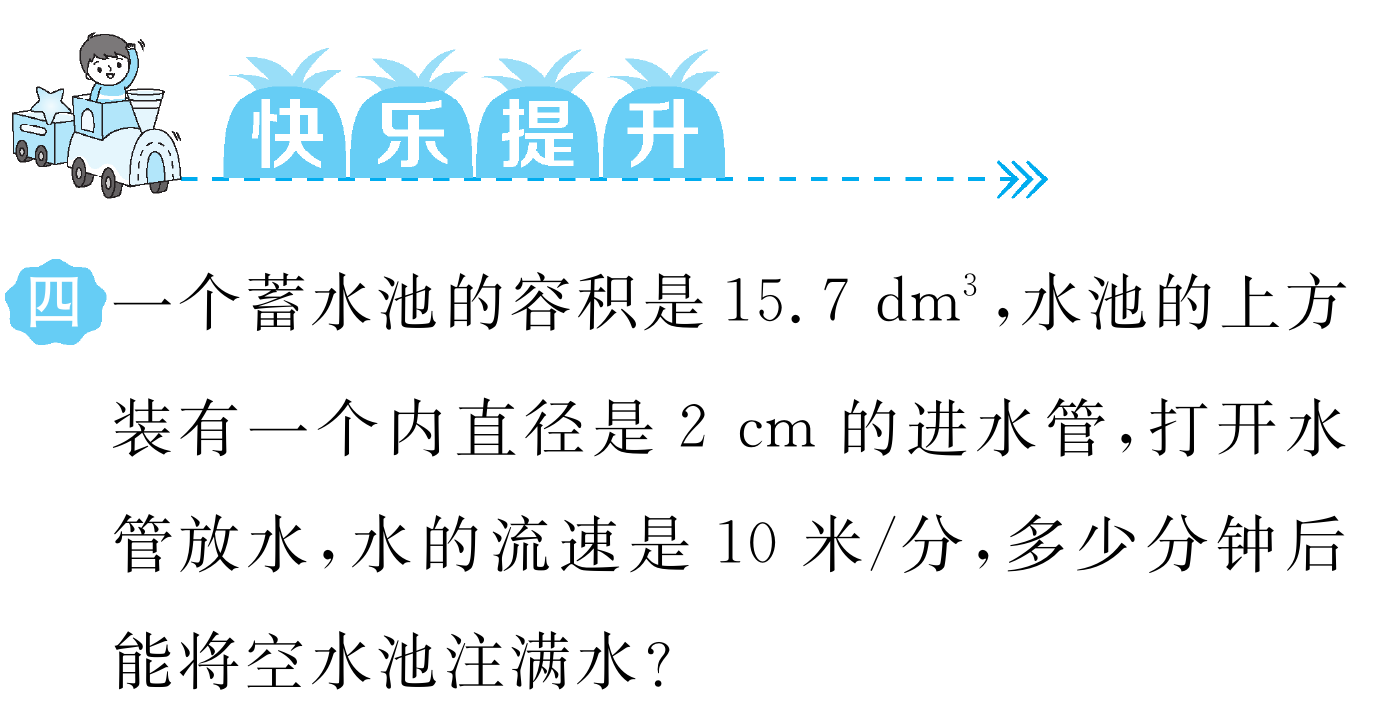 快乐提升
四 一个蓄水池的容积是 15.7 dm³,水池的上方
装有一个内直径是 2 cm 的进水管,打开水
管放水,水的流速是 10 米/分,多少分钟后
能将空水池注满水?